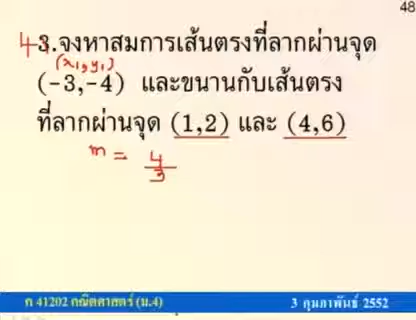 48
43.จงหาสมการเส้นตรงที่ลากผ่านจุด
(x₁,y₁)
(-3,-4) และขนานกับเส้นตรง
ที่ลากผ่านจุด (1,2) และ (4,6)
m = 4/3
ค 41202 คณิตศาสตร์ (ม.4) 3 กุมภาพันธ์ 2552